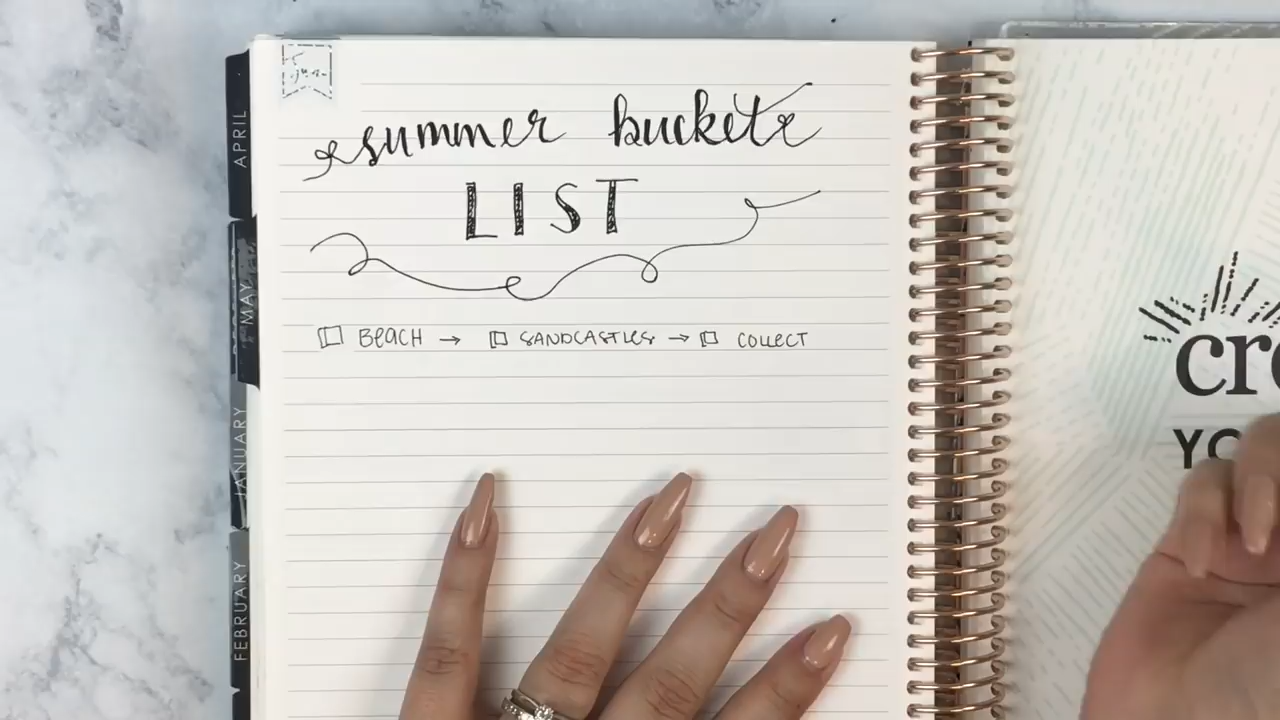 summer bucket
LIST
BEACH → SANDCASTLES → COLLECT
APRIL
MAY
JANUARY
FEBRUARY
cre
YO